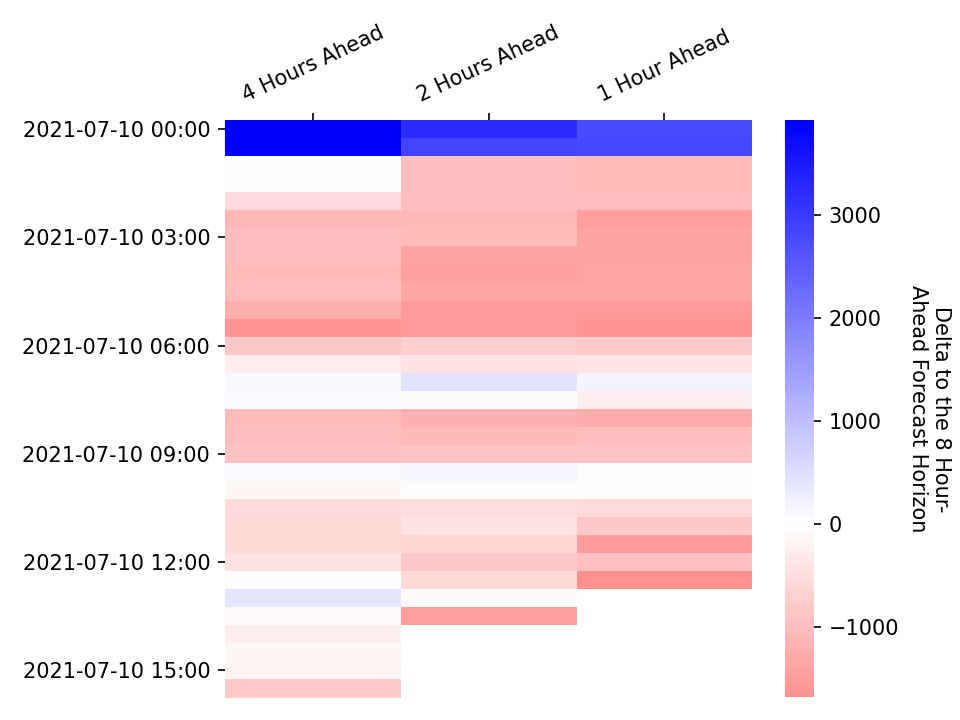 4 Hours Ahead
2 Hours Ahead
1 Hour Ahead
2021-07-10 00:00
2021-07-10 03:00
2021-07-10 06:00
2021-07-10 09:00
2021-07-10 12:00
2021-07-10 15:00
3000
2000
1000
0
−1000
Delta to the 8 Hour-
Ahead Forecast Horizon